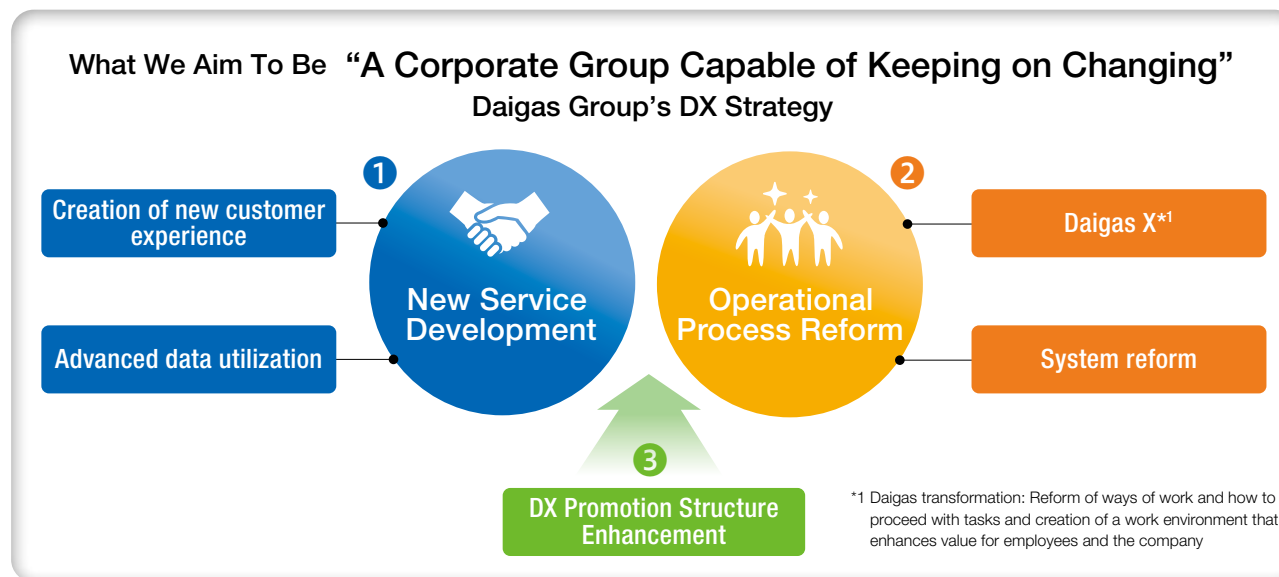 What We Aim To Be “A Corporate Group Capable of Keeping on Changing”
Daigas Group’s DX Strategy
1
Creation of new customer
experience
Advanced data utilization
New Service
Development
2
Operational
Process Reform
Daigas X*1
System reform
3
DX Promotion Structure
Enhancement
*1 Daigas transformation: Reform of ways of work and how to
proceed with tasks and creation of a work environment that
enhances value for employees and the company